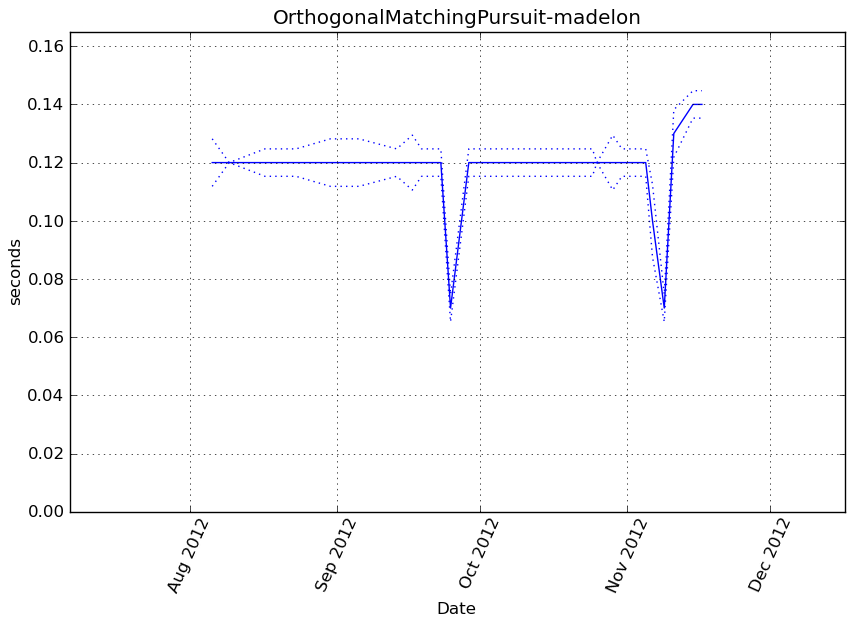 OrthogonalMatchingPursuit-madelon
0.16
0.14
0.12
0.10
0.08
0.06
0.04
0.02
0.00
seconds
Aug 2012
Sep 2012
Oct 2012
Nov 2012
Dec 2012
Date